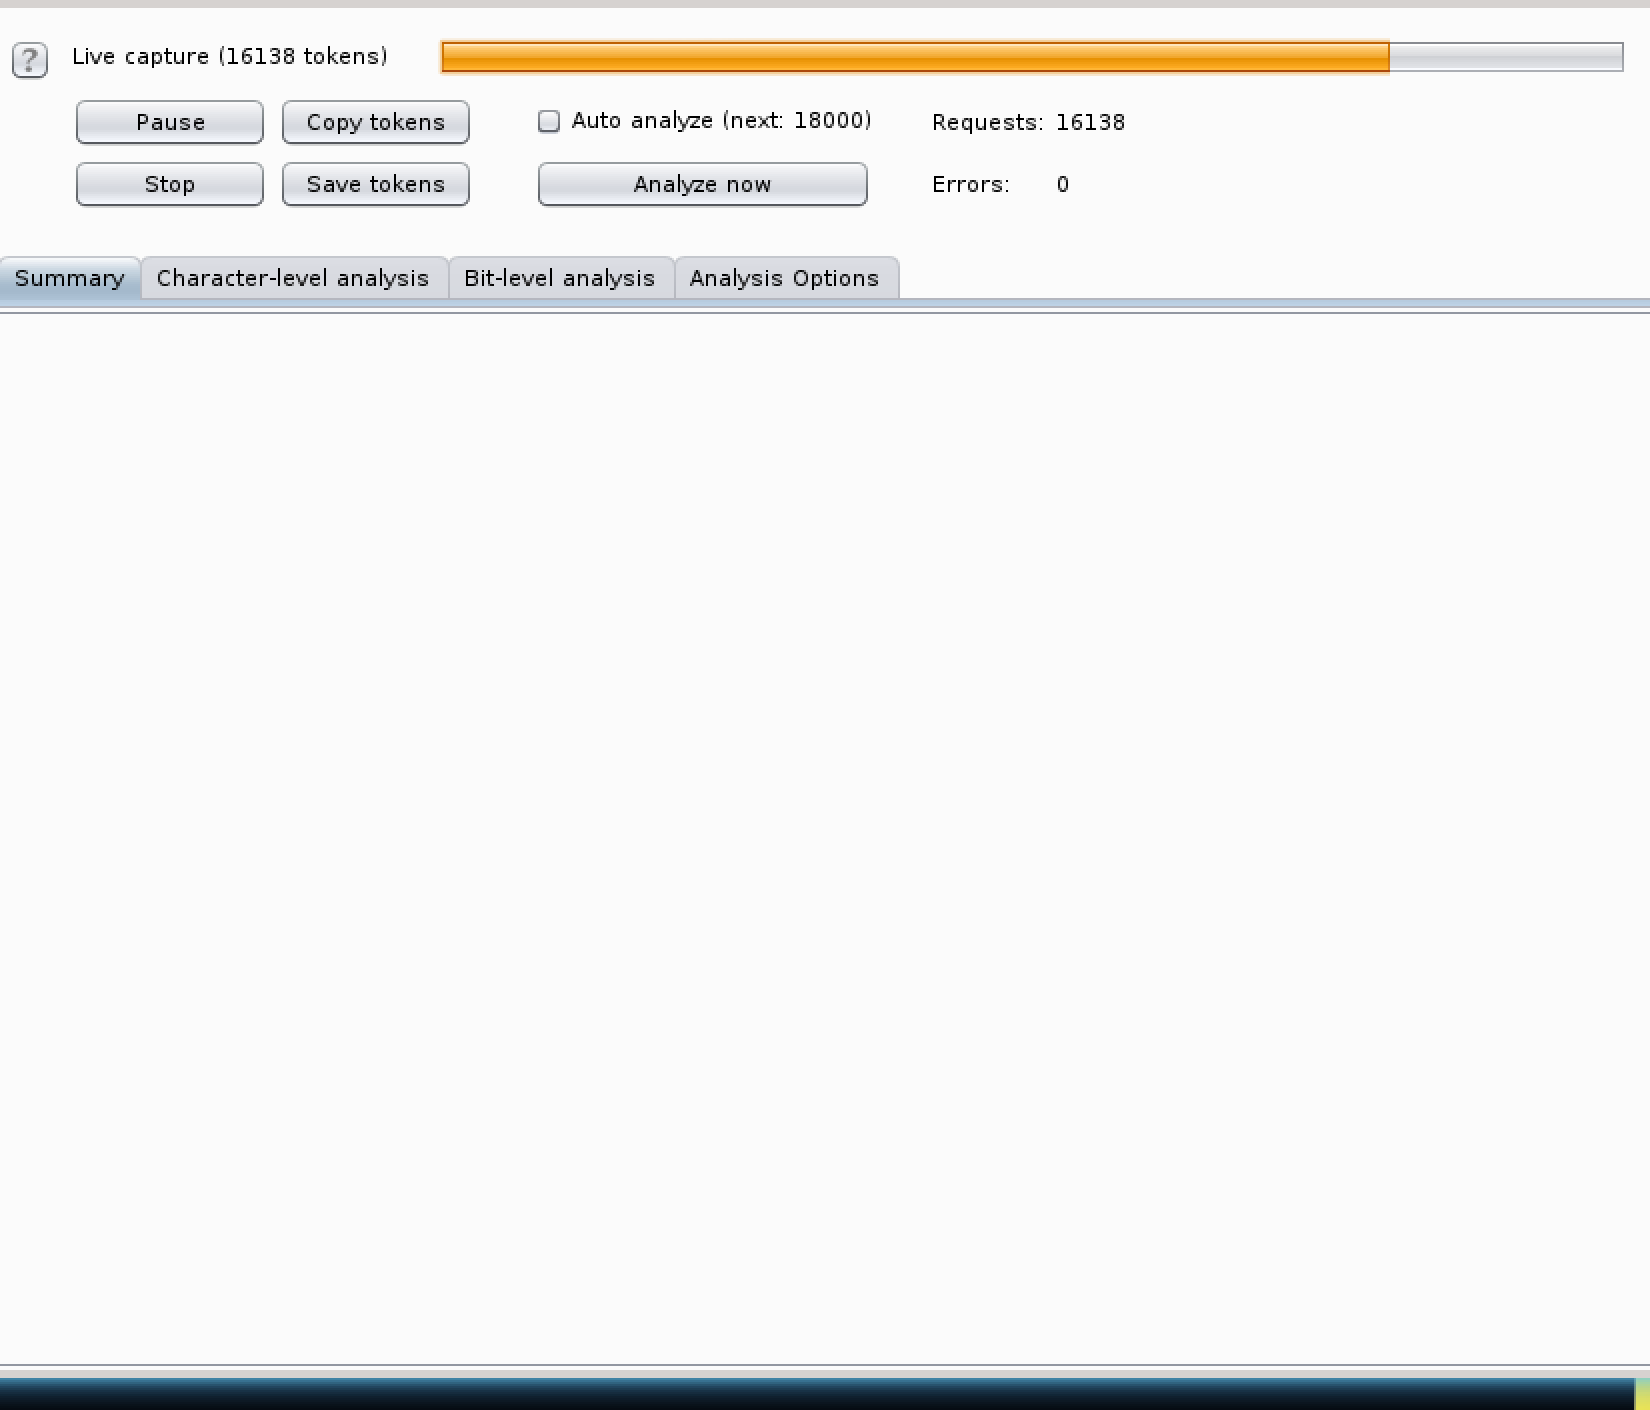 ? Live capture (16138 tokens)
Pause Copy tokens Auto analyze (next: 18000) Requests: 16138
Stop Save tokens Analyze now Errors: 0
Summary Character-level analysis Bit-level analysis Analysis Options